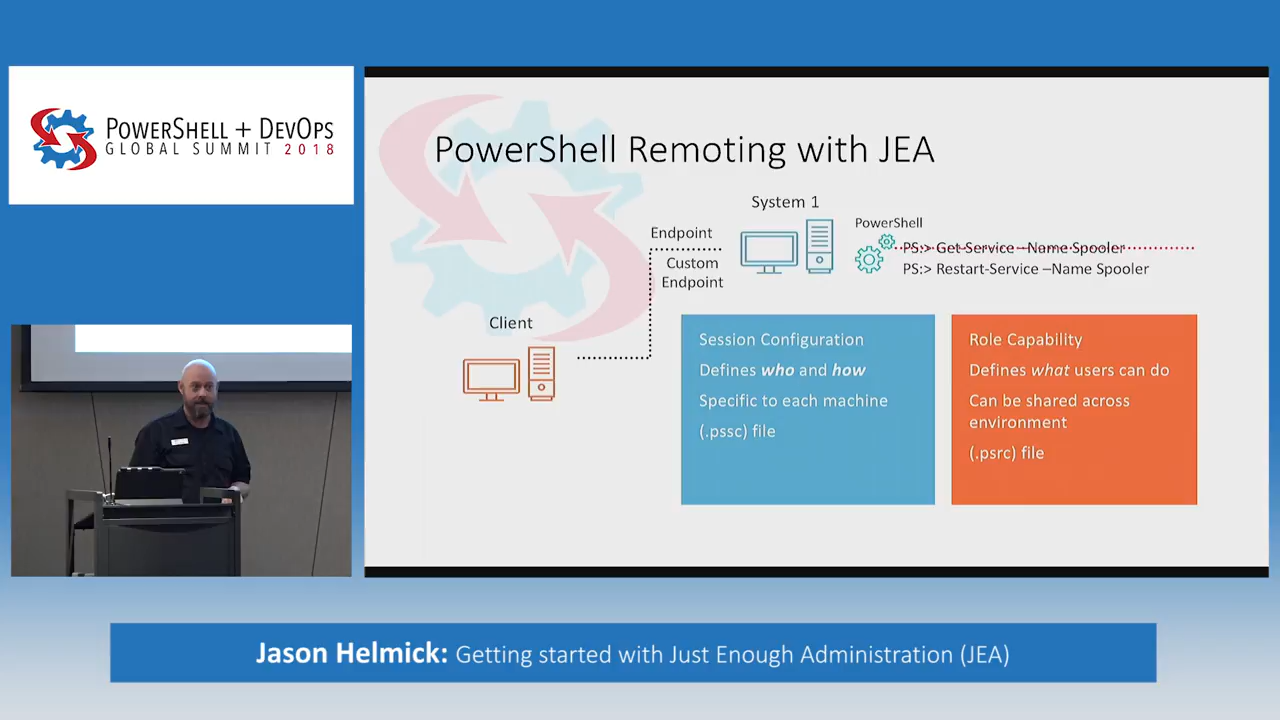 POWERSHELL + DEVOPS
GLOBAL SUMMIT 2018
PowerShell Remoting with JEA
System 1
Endpoint
Custom
Endpoint
PowerShell
PS:> Get-Service –Name Spooler
PS:> Restart-Service –Name Spooler
Client
Session Configuration
Defines who and how
Specific to each machine
(.pssc) file
Role Capability
Defines what users can do
Can be shared across
environment
(.psrc) file
Jason Helmick: Getting started with Just Enough Administration (JEA)